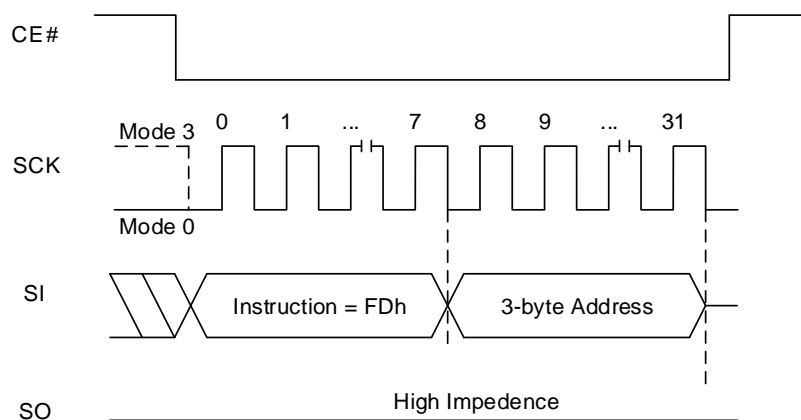 CE#
0 1 ... 7 8 9 ... 31
Mode 3
SCK
Mode 0
SI
Instruction = FDh
3-byte Address
High Impedence
SO